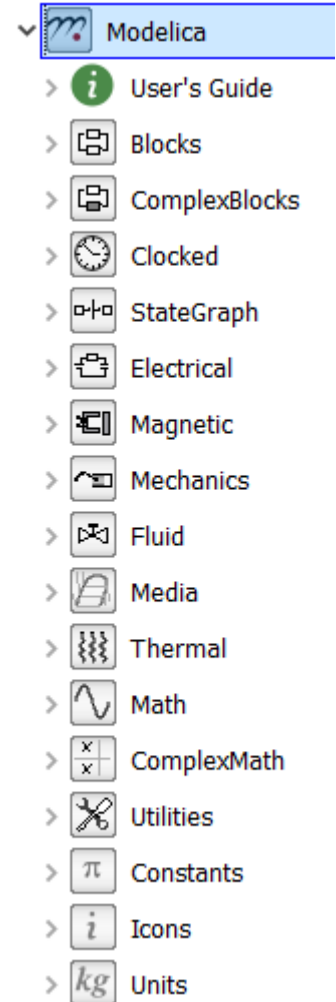 Modelica
User's Guide
Blocks
ComplexBlocks
Clocked
StateGraph
Electrical
Magnetic
Mechanics
Fluid
Media
Thermal
Math
ComplexMath
Utilities
π Constants
i Icons
kg Units